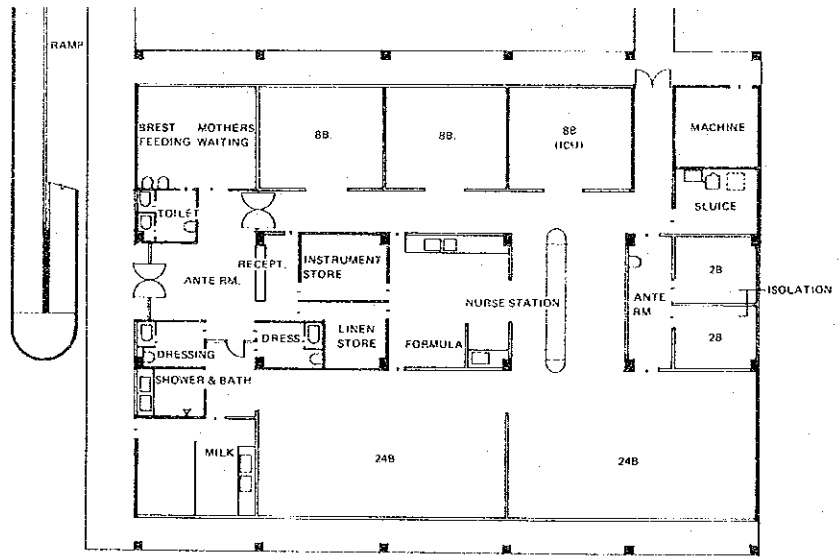 RAMP
BREST MOTHERS
FEEDING WAITING
8B.
8B.
8B
(ICU)
MACHINE
TOILET
SLUICE
RECEPT.
INSTRUMENT
STORE
ANTE RM.
NURSE STATION
ANTE
RM
2B
ISOLATION
2B
DRESSING
DRESS.
LINEN
STORE
FORMULA
SHOWER & BATH
MILK
24B
24B